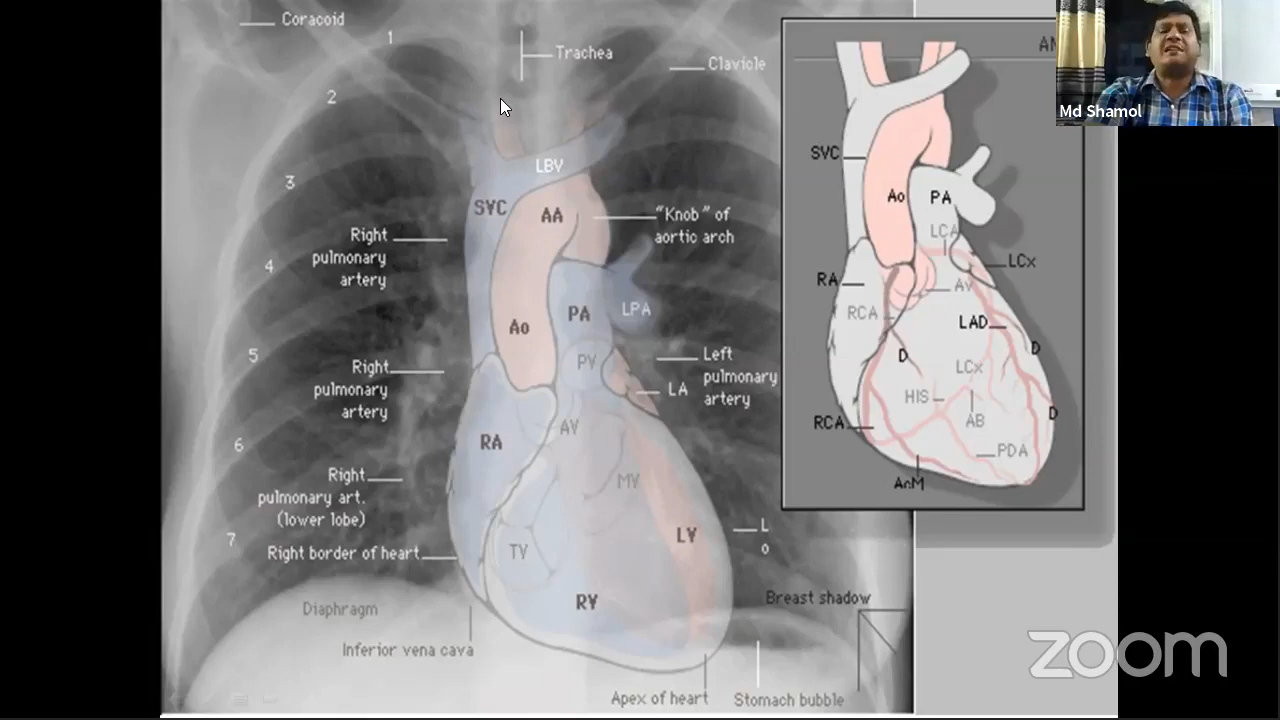 Coracoid
1
Trachea
Clavicle
2
LBV
3
SVC
AA
"Knob" of
aortic arch
Right
pulmonary
artery
4
LPA
PA
Ao
5
PV
Left
pulmonary
artery
LA
Right
pulmonary
artery
AV
RA
6
MV
Right
pulmonary art.
(lower lobe)
L
o
LV
7
Right border of heart
TV
RV
Breast shadow
Diaphragm
Inferior vena cava
Apex of heart
Stomach bubble
AN
SVC
Ao
PA
LCA
LCx
RA
AV
RCA
LAD
D
D
LCx
HIS
D
AB
RCA
PDA
AcM
Md Shamol
zoom